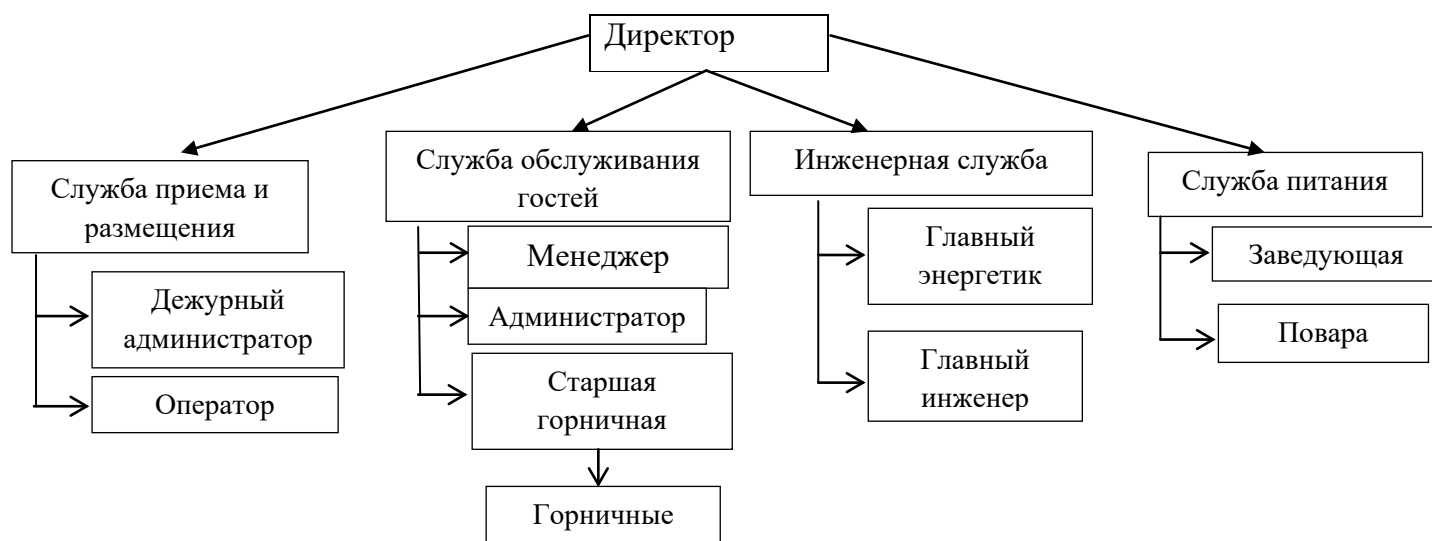 Директор
Служба приема и
размещения
Дежурный
администратор
Оператор
Служба обслуживания
гостей
Менеджер
Администратор
Старшая
горничная
Горничные
Инженерная служба
Главный
энергетик
Главный
инженер
Служба питания
Заведующая
Повара